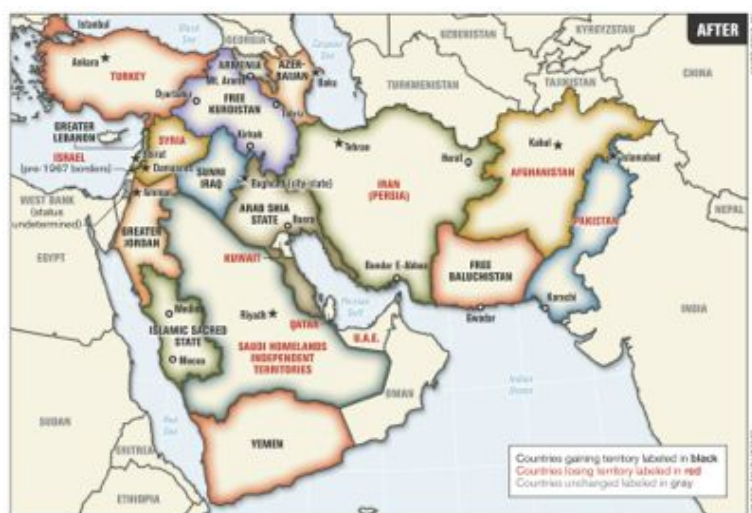 AFTER
Black Sea
Istanbul
GEORGIA
Caspian Sea
UZBEKISTAN
KYRGYZSTAN
Ankara
TURKEY
ARMENIA
Mt. Ararat
AZER-
BAIJAN
Baku
TURKMENISTAN
TAJIKISTAN
CHINA
FREE
KURDISTAN
Tabriz
GREATER
LEBANON
SYRIA
Kirkuk
Tehran
Herat
Kabul
Islamabad
ISRAEL
(pre-1967 borders)
Beirut
Damascus
SUNNI
IRAQ
Baghdad (city-state)
IRAN
(PERSIA)
AFGHANISTAN
WEST BANK
(status
undetermined)
Amman
ARAB SHIA
STATE
Basra
PAKISTAN
NEPAL
GREATER
JORDAN
EGYPT
KUWAIT
Bandar E-Abbas
FREE
BALUCHISTAN
Karachi
Gwadar
INDIA
Medina
ISLAMIC SACRED
STATE
Mecca
Riyadh
Persian
Gulf
QATAR
U.A.E.
SAUDI HOMELANDS
INDEPENDENT
TERRITORIES
OMAN
Indian
Ocean
SUDAN
Red
Sea
YEMEN
ERITREA
ETHIOPIA
Countries gaining territory labeled in black
Countries losing territory labeled in red
Countries unchanged labeled in gray